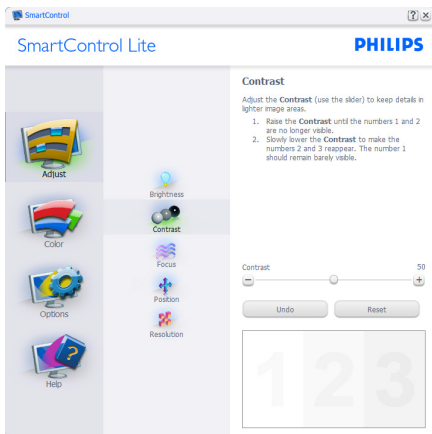 SmartControl
SmartControl Lite
PHILIPS
Adjust
Color
Options
Help
Brightness
Contrast
Focus
Position
Resolution
Contrast
Adjust the Contrast (use the slider) to keep details in
lighter image areas.
1. Raise the Contrast until the numbers 1 and 2
are no longer visible.
2. Slowly lower the Contrast to make the
numbers 2 and 3 reappear. The number 1
should remain barely visible.
Contrast 50
Undo Reset
1 2 3